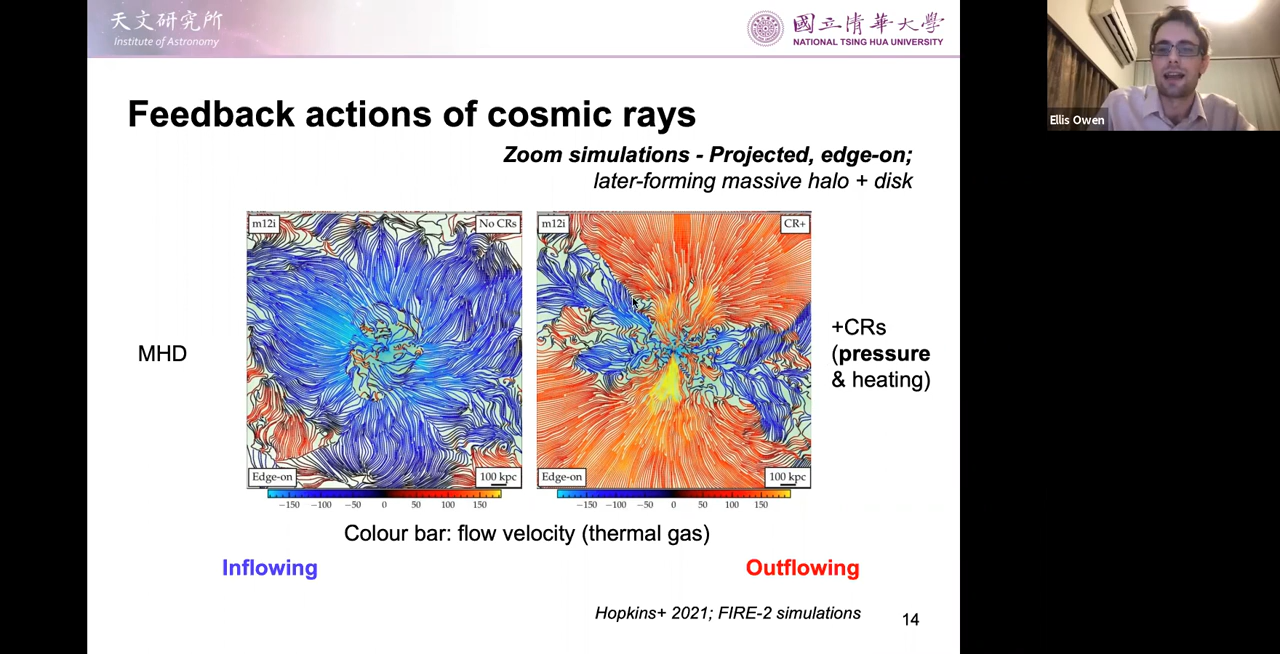 天文研究所
Institute of Astronomy
國立清華大學
NATIONAL TSING HUA UNIVERSITY
Ellis Owen
Feedback actions of cosmic rays
Zoom simulations - Projected, edge-on;
later-forming massive halo + disk
m12i
No CRs
m12i
CR+
MHD
+CRs
(pressure
& heating)
Edge-on
100 kpc
Edge-on
100 kpc
−150 −100 −50 0 50 100 150
−150 −100 −50 0 50 100 150
Colour bar: flow velocity (thermal gas)
Inflowing
Outflowing
Hopkins+ 2021; FIRE-2 simulations
14